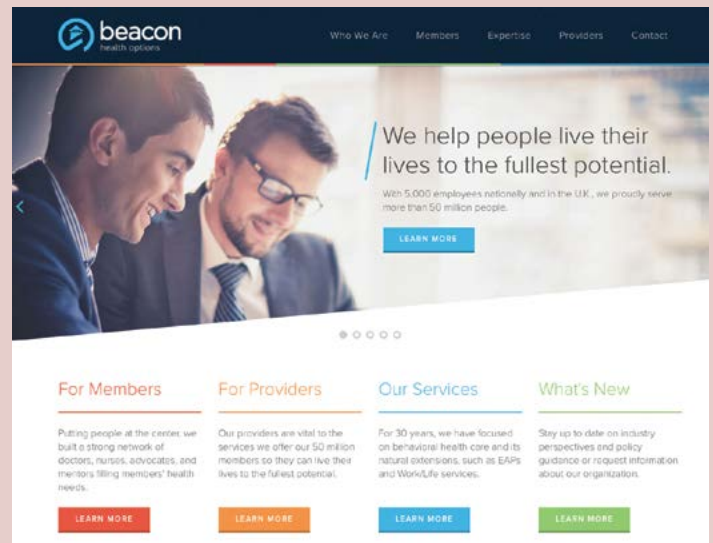 beacon
health options
Who We Are Members Expertise Providers Contact
We help people live their
lives to the fullest potential.
With 5,000 employees nationally and in the U.K., we proudly serve
more than 50 million people.
LEARN MORE
For Members
Putting people at the center, we
built a strong network of
doctors, nurses, advocates, and
mentors filling members' health
needs.
LEARN MORE
For Providers
Our providers are vital to the
services we offer our 50 million
members so they can live their
lives to the fullest potential.
LEARN MORE
Our Services
For 30 years, we have focused
on behavioral health care and its
natural extensions, such as EAPs
and Work/Life services.
LEARN MORE
What's New
Stay up to date on industry
perspectives and policy
guidance or request information
about our organization.
LEARN MORE